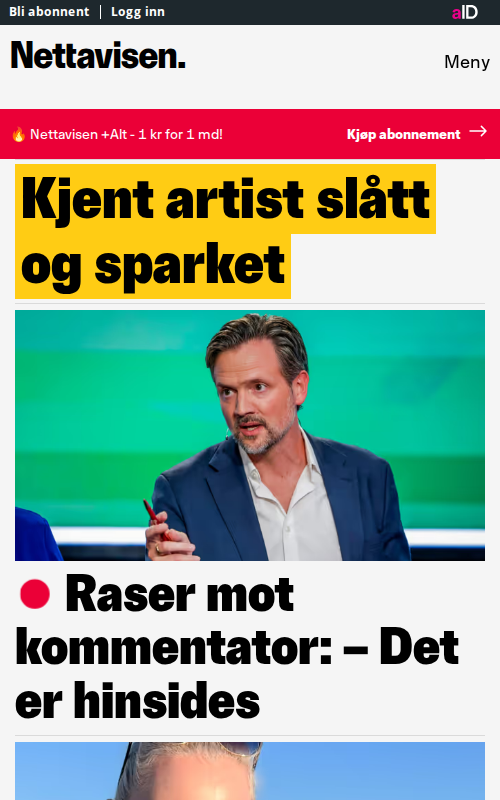 Bli abonnent | Logg inn
aID
Nettavisen.
Meny
🔥 Nettavisen +Alt - 1 kr for 1 md!
Kjøp abonnement →
Kjent artist slått
og sparket
Raser mot
kommentator: – Det
er hinsides